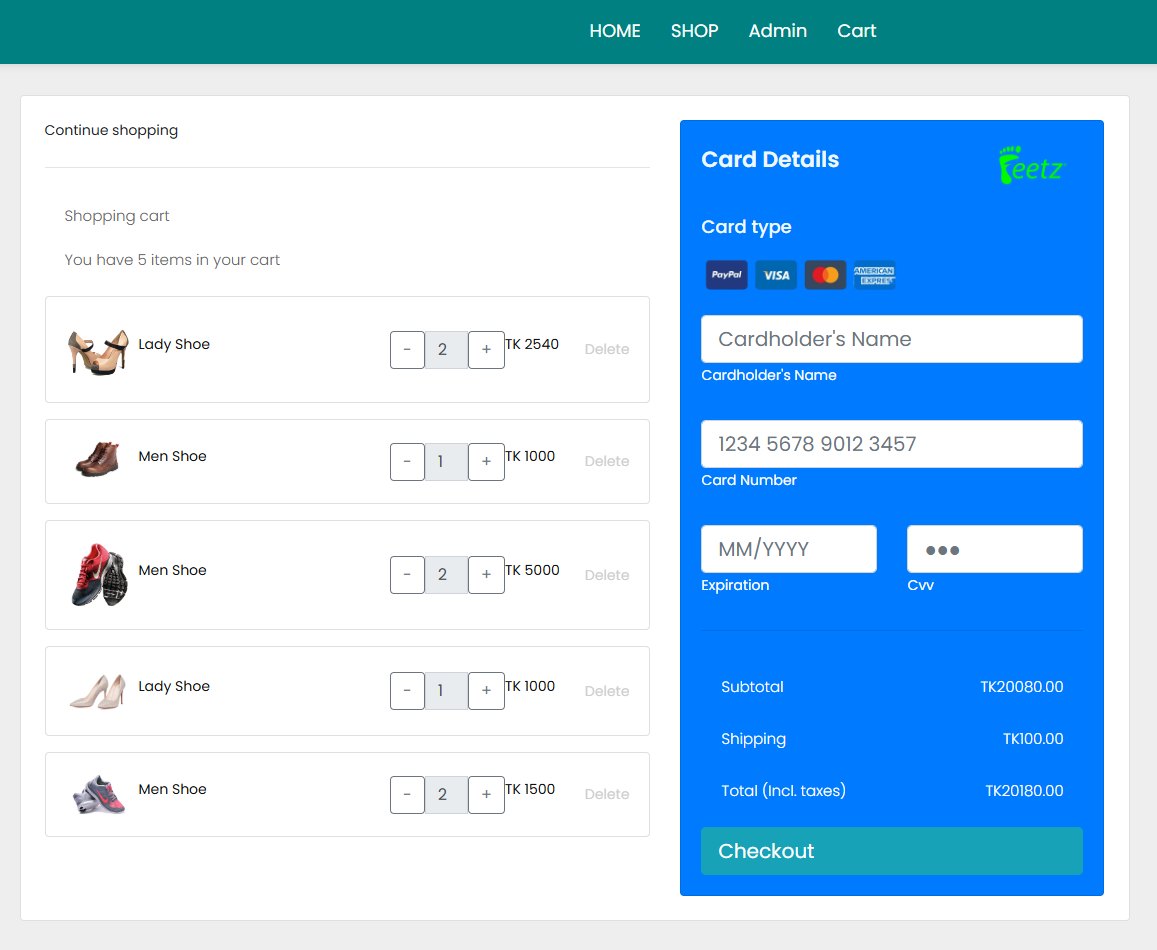 HOME SHOP Admin Cart
Continue shopping
Shopping cart
You have 5 items in your cart
Lady Shoe - 2 + TK 2540 Delete
Men Shoe - 1 + TK 1000 Delete
Men Shoe - 2 + TK 5000 Delete
Lady Shoe - 1 + TK 1000 Delete
Men Shoe - 2 + TK 1500 Delete
Card Details
Feetz
Card type
PayPal VISA AMERICAN EXPRESS
Cardholder's Name
Cardholder's Name
1234 5678 9012 3457
Card Number
MM/YYYY ●●●
Expiration Cvv
Subtotal TK20080.00
Shipping TK100.00
Total (Incl. taxes) TK20180.00
Checkout